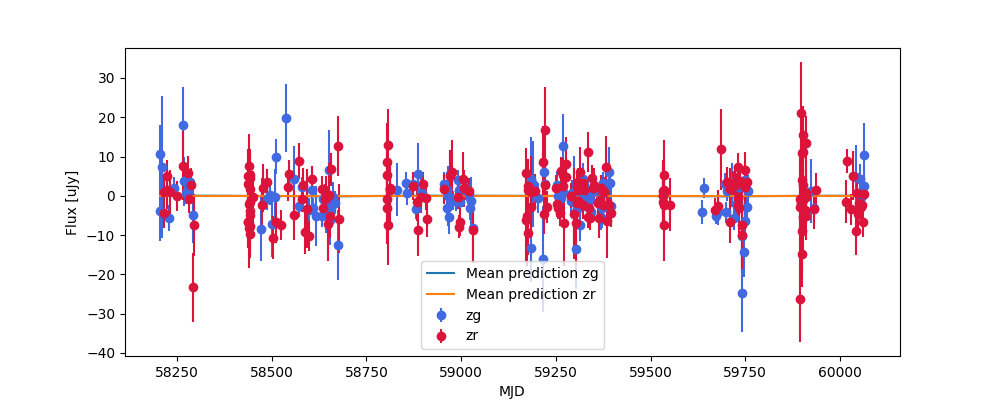 30
20
10
0
−10
−20
−30
−40
Flux [uJy]
58250 58500 58750 59000 59250 59500 59750 60000
MJD
Mean prediction zg
Mean prediction zr
zg
zr